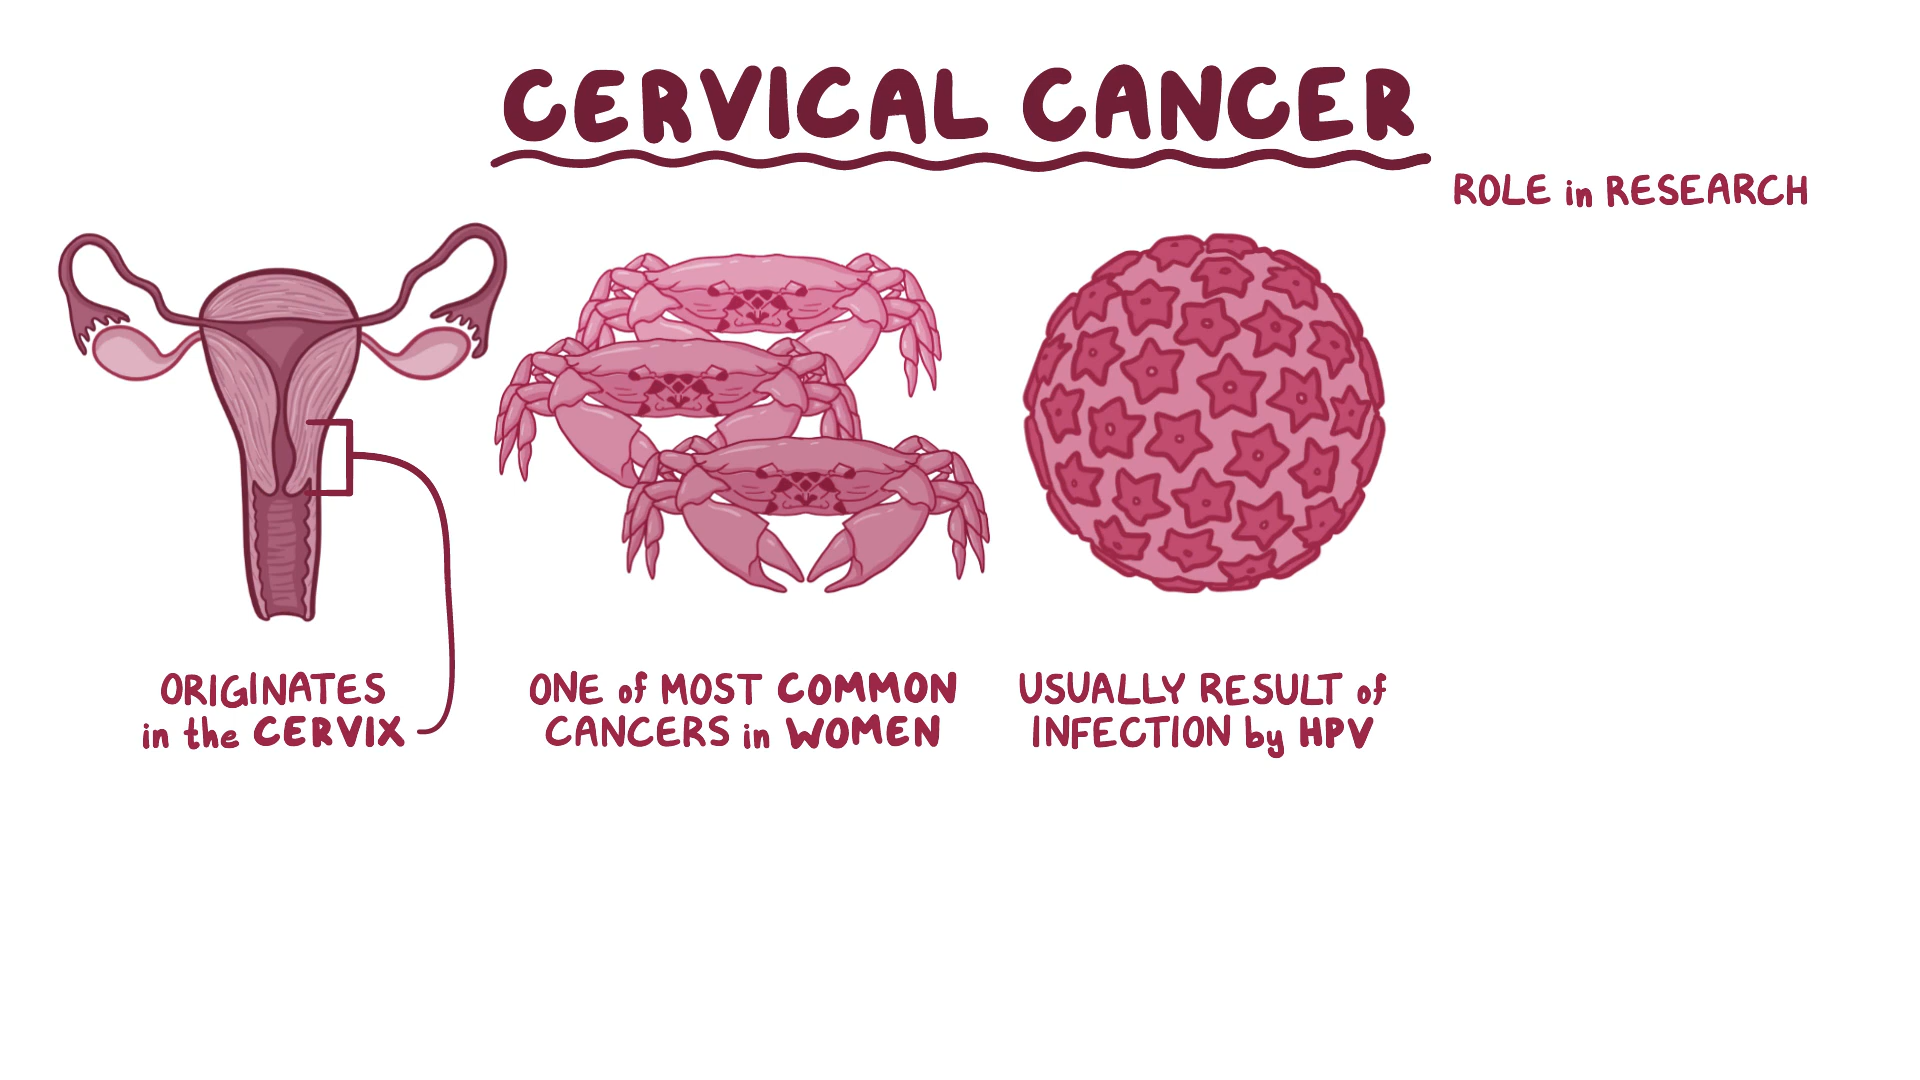 CERVICAL CANCER
ROLE in RESEARCH
ORIGINATES
in the CERVIX
ONE of MOST COMMON
CANCERS in WOMEN
USUALLY RESULT of
INFECTION by HPV